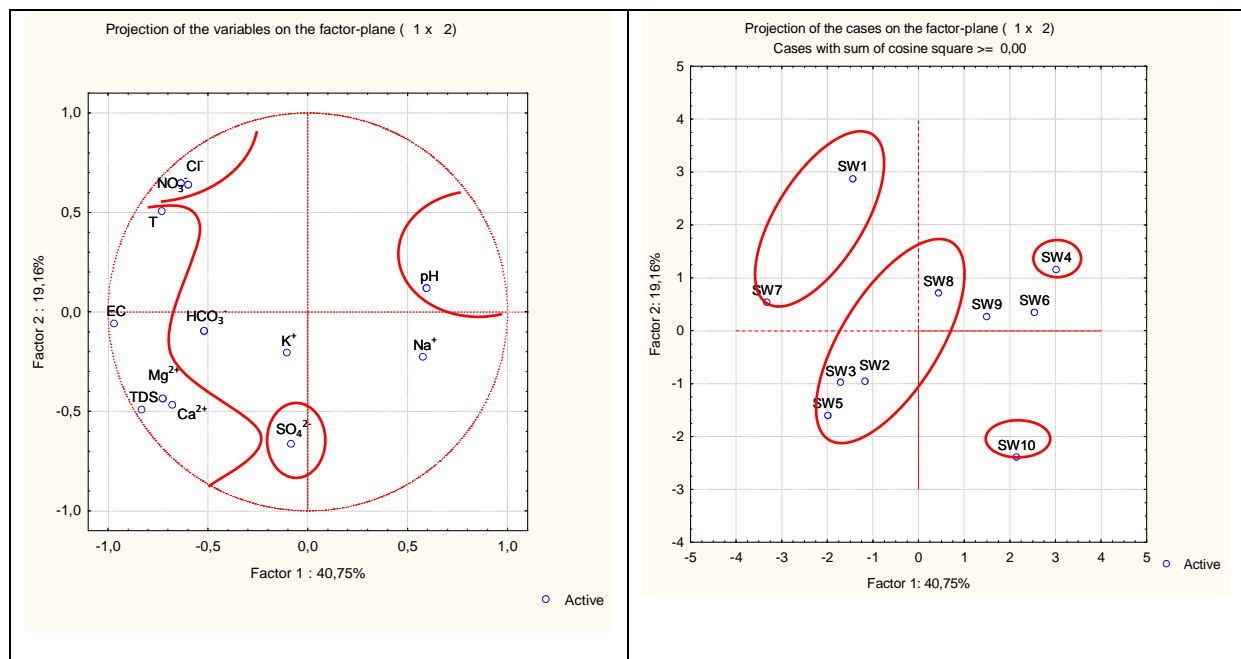 Projection of the variables on the factor-plane ( 1 x 2)
1,0
Cl⁻
NO₃⁻
0,5
T
pH
0,0
EC
HCO₃⁻
K⁺
Na⁺
Mg²⁺
TDS
Ca²⁺
-0,5
SO₄²⁻
-1,0
-1,0 -0,5 0,0 0,5 1,0
Factor 2 : 19,16%
Factor 1 : 40,75%
Active
Projection of the cases on the factor-plane ( 1 x 2)
Cases with sum of cosine square >= 0,00
5
4
3
SW1
2
SW4
1
SW7
SW8
SW9
SW6
0
SW3
SW2
-1
SW5
-2
SW10
-3
-4
-5 -4 -3 -2 -1 0 1 2 3 4 5
Factor 2: 19,16%
Factor 1: 40,75%
Active